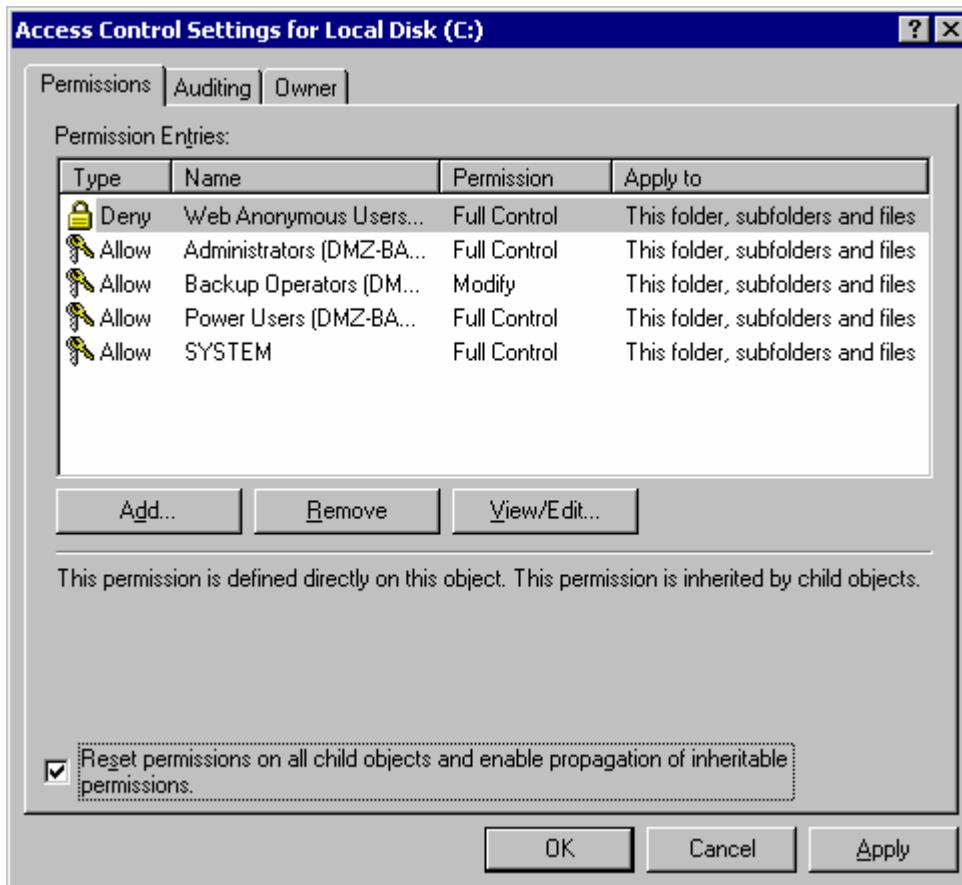 Access Control Settings for Local Disk (C:)
Permissions Auditing Owner
Permission Entries:
Type Name Permission Apply to
Deny Web Anonymous Users... Full Control This folder, subfolders and files
Allow Administrators (DMZ-BA... Full Control This folder, subfolders and files
Allow Backup Operators (DM... Modify This folder, subfolders and files
Allow Power Users (DMZ-BA... Full Control This folder, subfolders and files
Allow SYSTEM Full Control This folder, subfolders and files
Add... Remove View/Edit...
This permission is defined directly on this object. This permission is inherited by child objects.
Reset permissions on all child objects and enable propagation of inheritable
permissions.
OK Cancel Apply